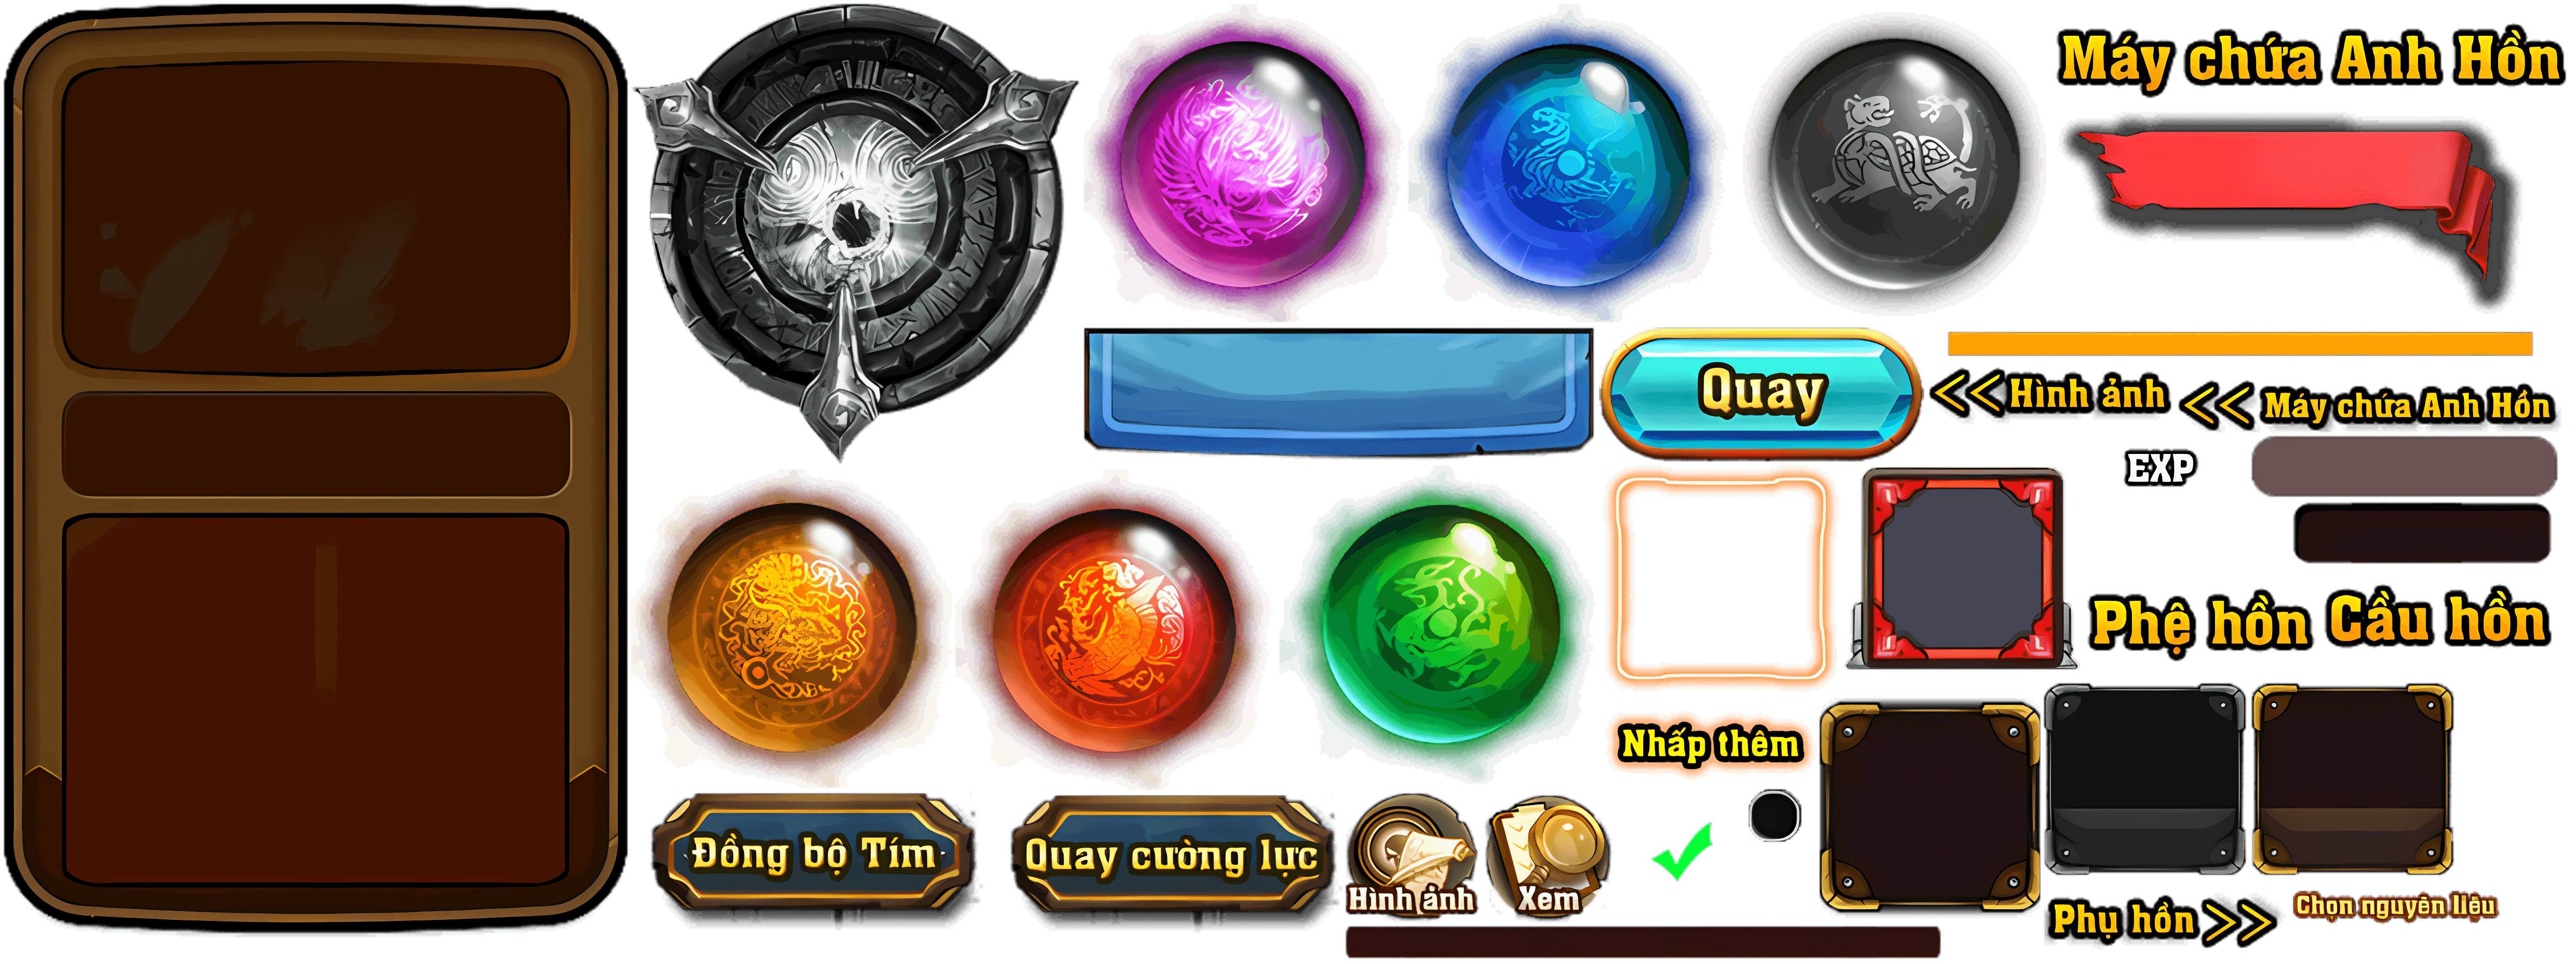 Máy chứa Anh Hồn
Quay
<<Hình ảnh
<< Máy chứa Anh Hồn
EXP
Phệ hồn
Cầu hồn
Nhấp thêm
Đồng bộ Tím
Quay cường lực
Hình ảnh
Xem
Phụ hồn >>
Chọn nguyên liệu